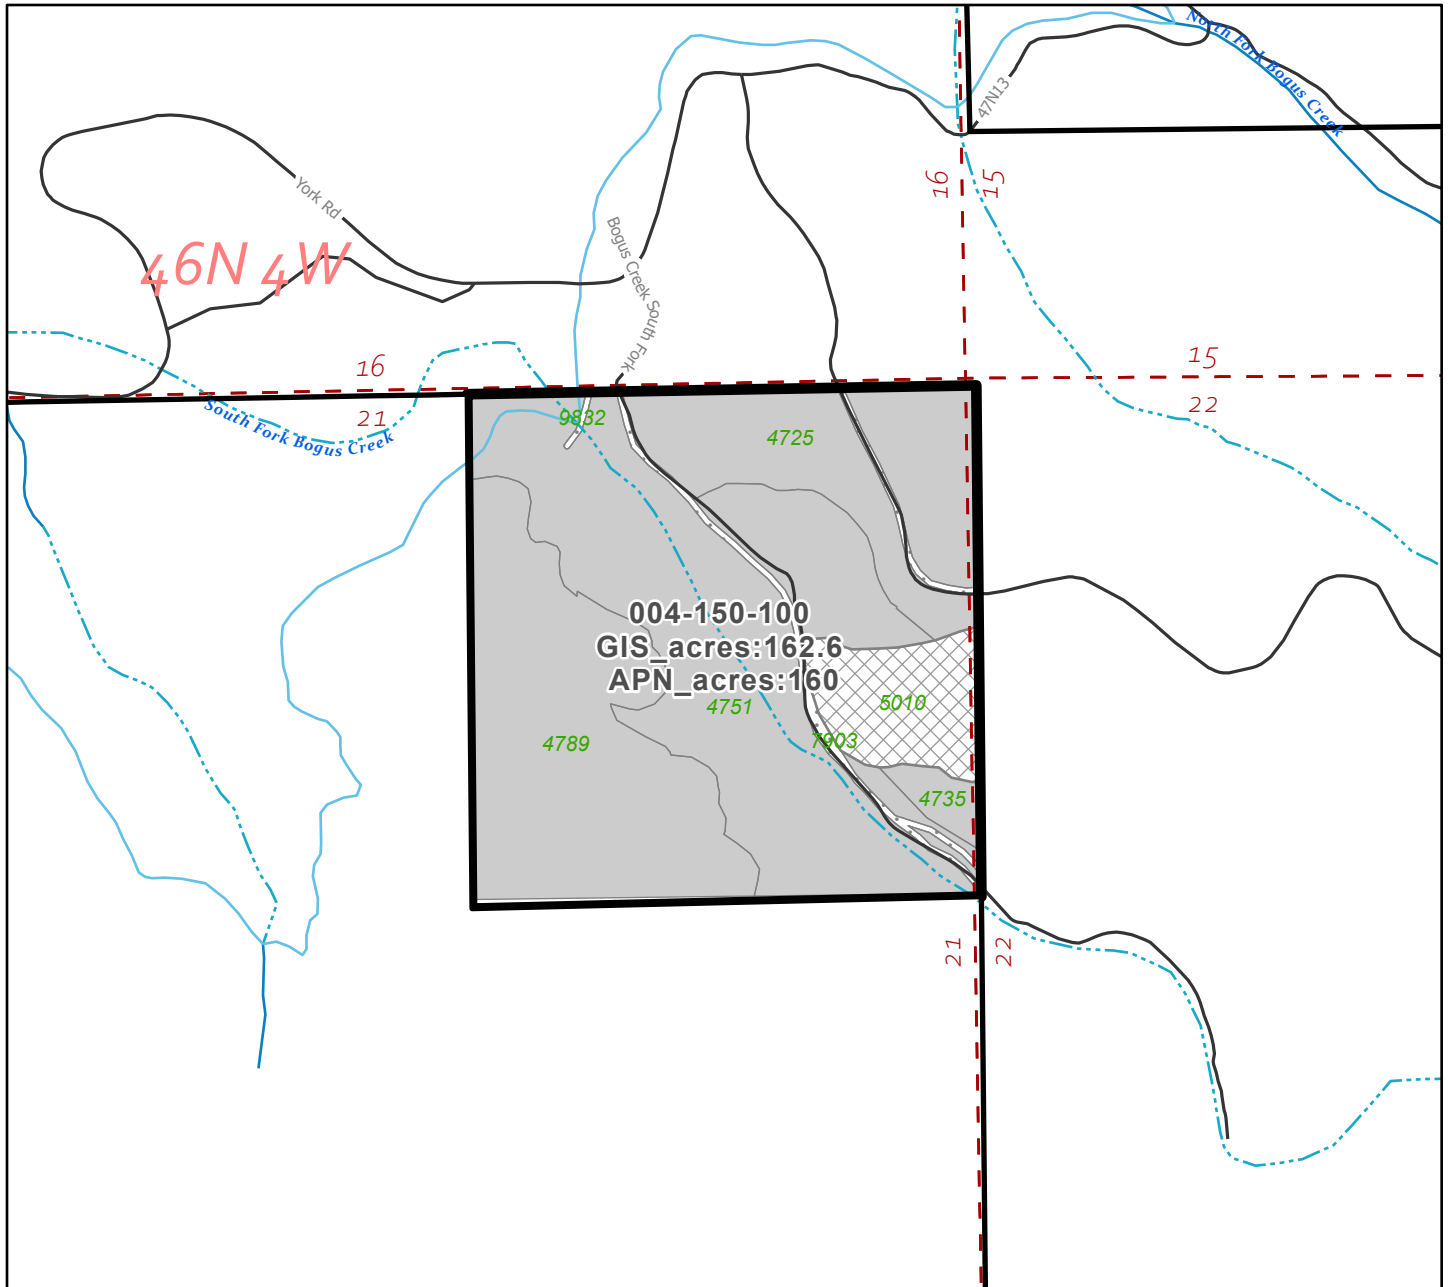 North Fork Bogus Creek
47N13
16
15
York Rd
Bogus Creek South Fork
46N 4W
16
15
21
22
South Fork Bogus Creek
9832
4725
004-150-100
GIS_acres:162.6
APN_acres:160
4751
5010
4789
7903
4735
21
22